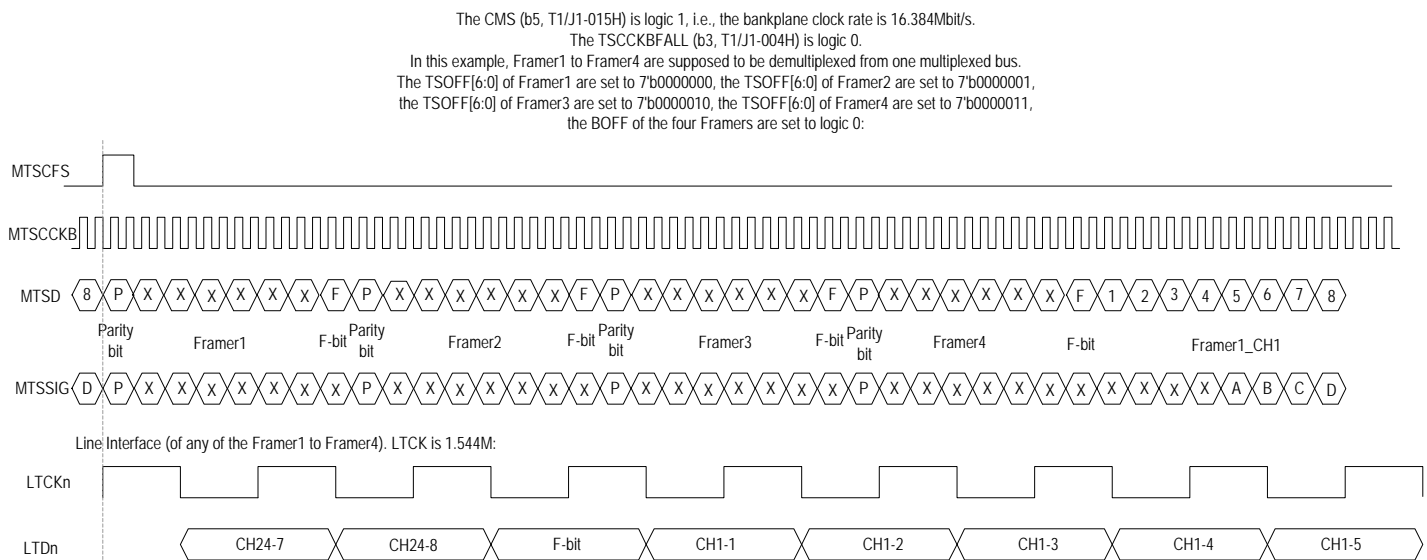 The CMS (b5, T1/J1-015H) is logic 1, i.e., the bankplane clock rate is 16.384Mbit/s.
The TSCCKBFALL (b3, T1/J1-004H) is logic 0.
In this example, Framer1 to Framer4 are supposed to be demultiplexed from one multiplexed bus.
The TSOFF[6:0] of Framer1 are set to 7'b0000000, the TSOFF[6:0] of Framer2 are set to 7'b0000001,
the TSOFF[6:0] of Framer3 are set to 7'b0000010, the TSOFF[6:0] of Framer4 are set to 7'b0000011,
the BOFF of the four Framers are set to logic 0:
MTSCFS
MTSCCKB
MTSD 8 P X X X X X X F P X X X X X X F P X X X X X X F P X X X X X X F 1 2 3 4 5 6 7 8
Parity bit Framer1 F-bit Parity bit Framer2 F-bit Parity bit Framer3 F-bit Parity bit Framer4 F-bit Framer1_CH1
MTSSIG D P X X X X X X X P X X X X X X X P X X X X X X X P X X X X X X X X X X X A B C D
Line Interface (of any of the Framer1 to Framer4). LTCK is 1.544M:
LTCKn
LTDn CH24-7 CH24-8 F-bit CH1-1 CH1-2 CH1-3 CH1-4 CH1-5